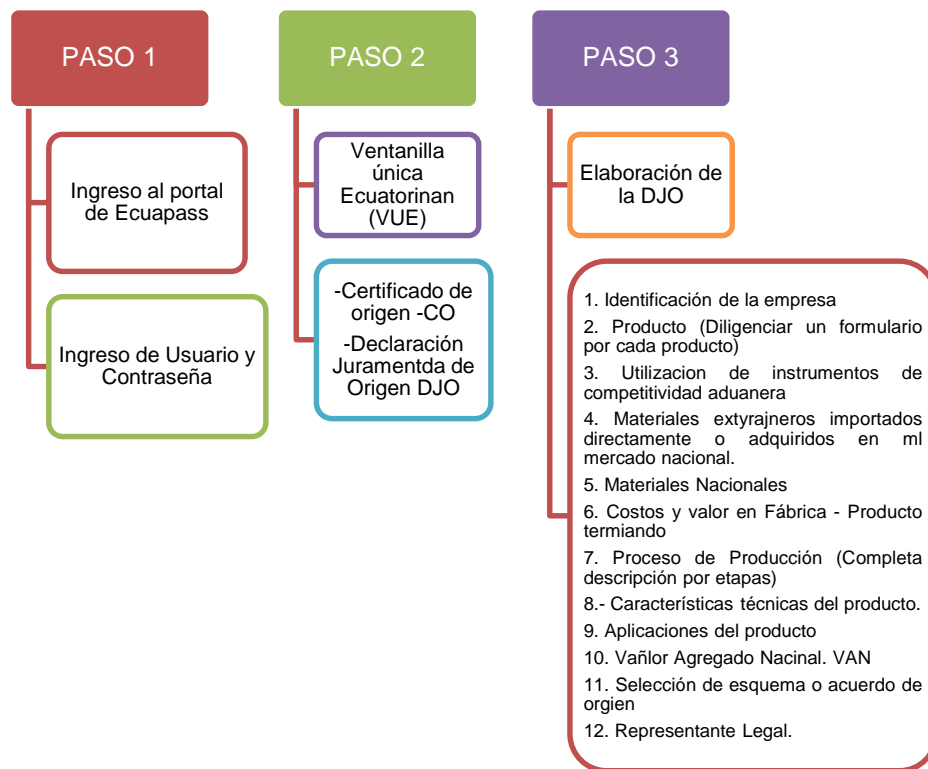 PASO 1
Ingreso al portal
de Ecuapass
Ingreso de Usuario y
Contraseña
PASO 2
Ventanilla
única
Ecuatorinan
(VUE)
-Certificado de
origen -CO
-Declaración
Juramentda de
Origen DJO
PASO 3
Elaboración de
la DJO
1. Identificación de la empresa
2. Producto (Diligenciar un formulario
por cada producto)
3. Utilizacion de instrumentos de
competitividad aduanera
4. Materiales extyrajneros importados
directamente o adquiridos en ml
mercado nacional.
5. Materiales Nacionales
6. Costos y valor en Fábrica - Producto
termiando
7. Proceso de Producción (Completa
descripción por etapas)
8.- Características técnicas del producto.
9. Aplicaciones del producto
10. Vañlor Agregado Nacinal. VAN
11. Selección de esquema o acuerdo de
orgien
12. Representante Legal.